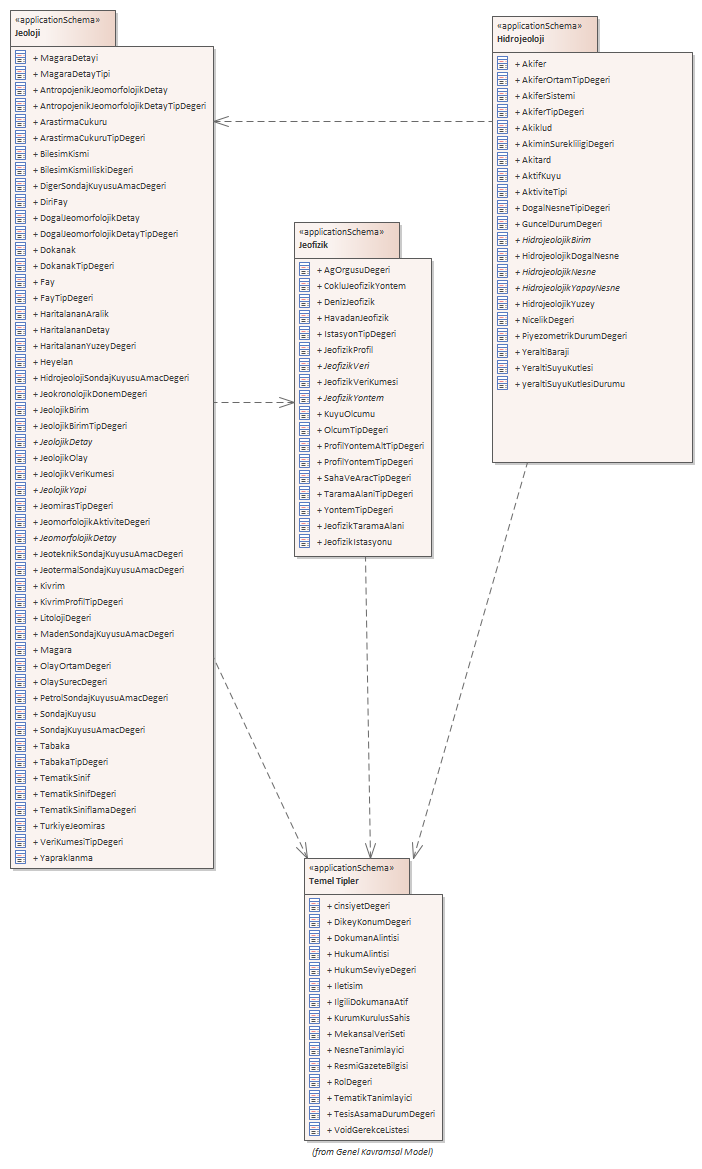 «applicationSchema»
Jeoloji
+ MagaraDetayi
+ MagaraDetayTipi
+ AntropojenikJeomorfolojikDetay
+ AntropojenikJeomorfolojikDetayTipDegeri
+ ArastirmaCukuru
+ ArastirmaCukuruTipDegeri
+ BilesimKismi
+ BilesimKismiIliskiDegeri
+ DigerSondajKuyusuAmacDegeri
+ DiriFay
+ DogalJeomorfolojikDetay
+ DogalJeomorfolojikDetayTipDegeri
+ Dokanak
+ DokanakTipDegeri
+ Fay
+ FayTipDegeri
+ HaritalananAralik
+ HaritalananDetay
+ HaritalananYuzeyDegeri
+ Heyelan
+ HidrojeolojiSondajKuyusuAmacDegeri
+ JeokronolojikDonemDegeri
+ JeolojikBirim
+ JeolojikBirimTipDegeri
+ JeolojikDetay
+ JeolojikOlay
+ JeolojikVeriKumesi
+ JeolojikYapi
+ JeomirasTipDegeri
+ JeomorfolojikAktiviteDegeri
+ JeomorfolojikDetay
+ JeoteknikSondajKuyusuAmacDegeri
+ JeotermalSondajKuyusuAmacDegeri
+ Kivrim
+ KivrimProfilTipDegeri
+ LitolojiDegeri
+ MadenSondajKuyusuAmacDegeri
+ Magara
+ OlayOrtamDegeri
+ OlaySurecDegeri
+ PetrolSondajKuyusuAmacDegeri
+ SondajKuyusu
+ SondajKuyusuAmacDegeri
+ Tabaka
+ TabakaTipDegeri
+ TematikSinif
+ TematikSinifDegeri
+ TematikSiniflamaDegeri
+ TurkiyeJeomiras
+ VeriKumesiTipDegeri
+ Yapraklanma
«applicationSchema»
Jeofizik
+ AgOrgusuDegeri
+ CokluJeofizikYontem
+ DenizJeofizik
+ HavadanJeofizik
+ IstasyonTipDegeri
+ JeofizikProfil
+ JeofizikVeri
+ JeofizikVeriKumesi
+ JeofizikYontem
+ KuyuOlcumu
+ OlcumTipDegeri
+ ProfilYontemAltTipDegeri
+ ProfilYontemTipDegeri
+ SahaVeAracTipDegeri
+ TaramaAlaniTipDegeri
+ YontemTipDegeri
+ JeofizikTaramaAlani
+ JeofizikIstasyonu
«applicationSchema»
Hidrojeoloji
+ Akifer
+ AkiferOrtamTipDegeri
+ AkiferSistemi
+ AkiferTipDegeri
+ Akiklud
+ AkiminSurekliligiDegeri
+ Akitard
+ AktifKuyu
+ AktiviteTipi
+ DogalNesneTipiDegeri
+ GuncelDurumDegeri
+ HidrojeolojikBirim
+ HidrojeolojikDogalNesne
+ HidrojeolojikNesne
+ HidrojeolojikYapayNesne
+ HidrojeolojikYuzey
+ NicelikDegeri
+ PiyezometrikDurumDegeri
+ YeraltiBaraji
+ YeraltiSuyuKutlesi
+ yeraltiSuyuKutlesiDurumu
«applicationSchema»
Temel Tipler
+ cinsiyetDegeri
+ DikeyKonumDegeri
+ DokumanAlintisi
+ HukumAlintisi
+ HukumSeviyeDegeri
+ Iletisim
+ IlgiliDokumanaAtif
+ KurumKurulusSahis
+ MekansalVeriSeti
+ NesneTanimlayici
+ ResmiGazeteBilgisi
+ RolDegeri
+ TematikTanimlayici
+ TesisAsamaDurumDegeri
+ VoidGerekceListesi
(from Genel Kavramsal Model)